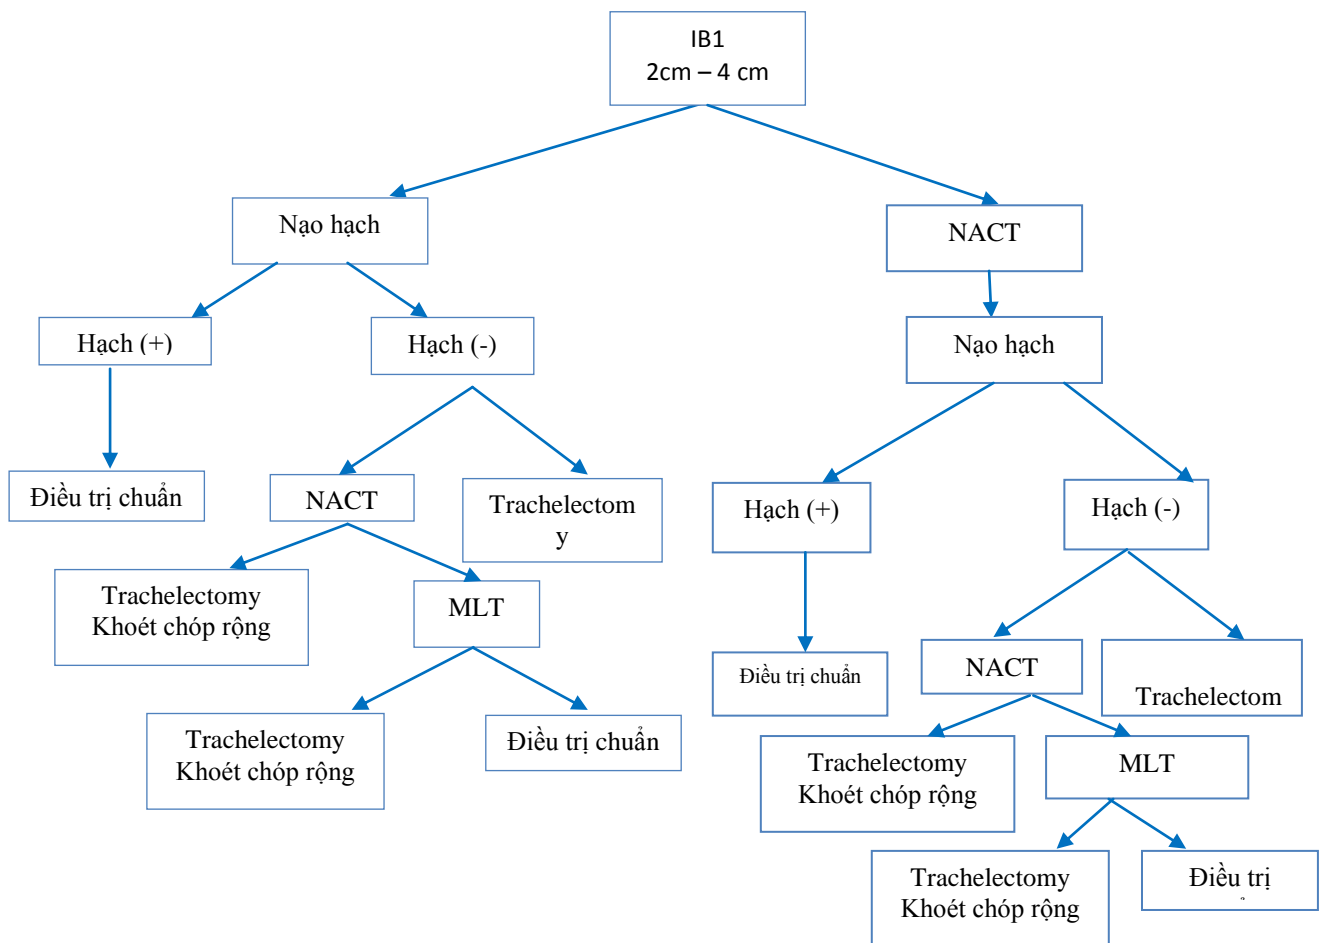 IB1
2cm – 4 cm
Nạo hạch
NACT
Hạch (+)
Hạch (-)
Nạo hạch
Điều trị chuẩn
NACT
Trachelectom
y
Hạch (+)
Hạch (-)
Trachelectomy
Khoét chóp rộng
MLT
Điều trị chuẩn
NACT
Trachelectom
Trachelectomy
Khoét chóp rộng
Điều trị chuẩn
Trachelectomy
Khoét chóp rộng
MLT
Trachelectomy
Khoét chóp rộng
Điều trị